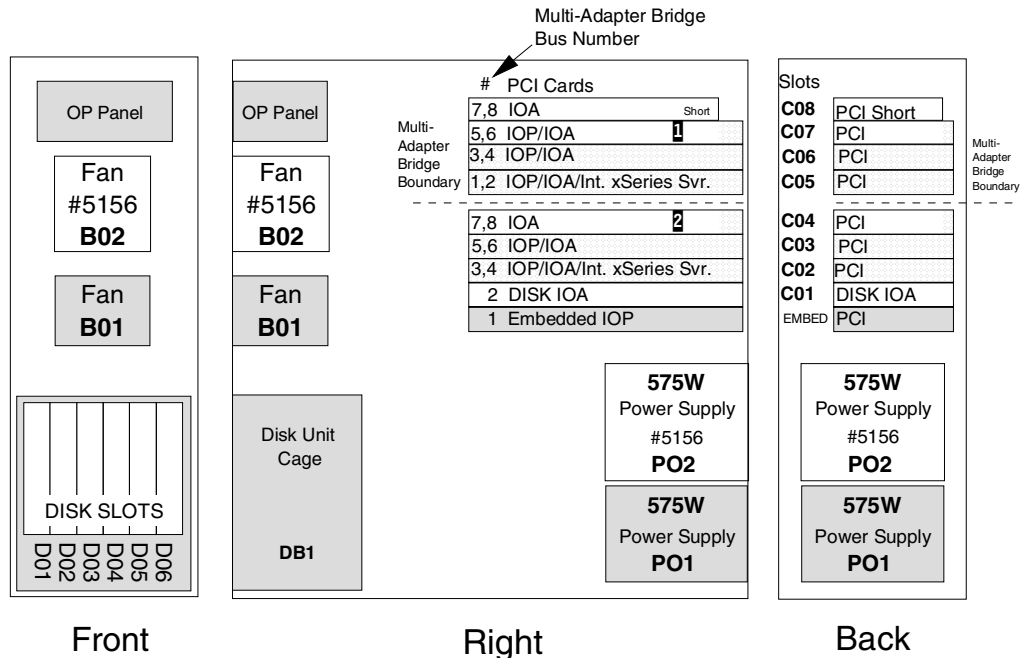 Multi-Adapter Bridge
Bus Number
OP Panel
Fan
#5156
B02
Fan
B01
DISK SLOTS
D01
D02
D03
D04
D05
D06
Front
OP Panel
Fan
#5156
B02
Fan
B01
Disk Unit
Cage
DB1
# PCI Cards
7,8 IOA Short
5,6 IOP/IOA 1
3,4 IOP/IOA
1,2 IOP/IOA/Int. xSeries Svr.
Multi-
Adapter
Bridge
Boundary
7,8 IOA 2
5,6 IOP/IOA
3,4 IOP/IOA/Int. xSeries Svr.
2 DISK IOA
1 Embedded IOP
575W
Power Supply
#5156
PO2
575W
Power Supply
PO1
Right
Slots
C08 PCI Short
C07 PCI
C06 PCI
C05 PCI
Multi-
Adapter
Bridge
Boundary
C04 PCI
C03 PCI
C02 PCI
C01 DISK IOA
EMBED PCI
575W
Power Supply
#5156
PO2
575W
Power Supply
PO1
Back